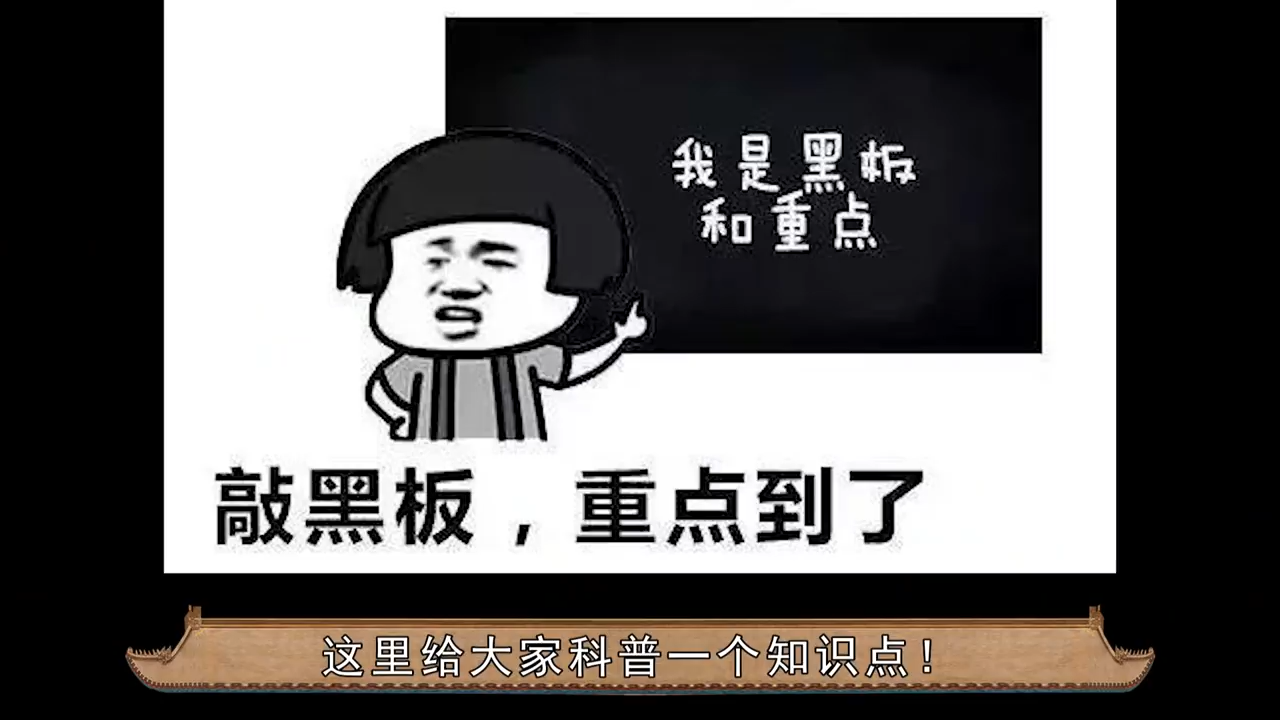 我是黑板
和重点
敲黑板，重点到了
这里给大家科普一个知识点！